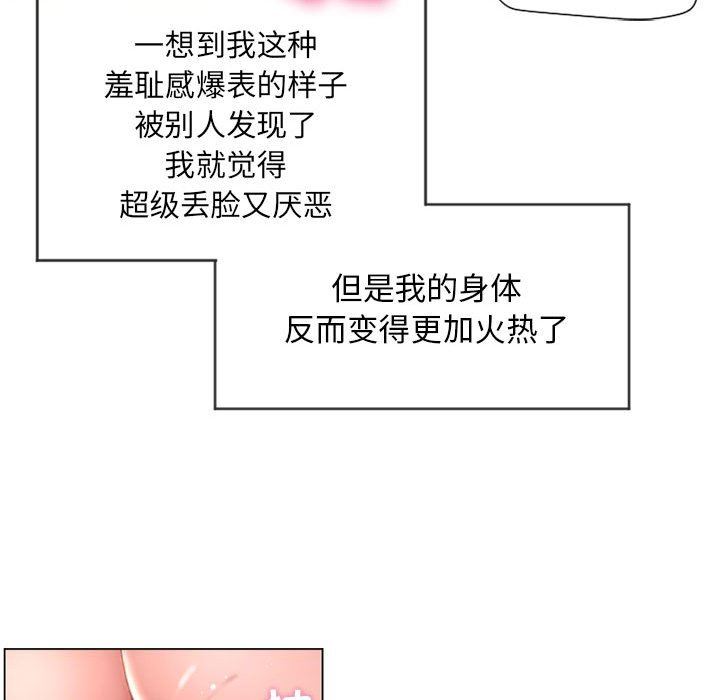 一想到我这种
羞耻感爆表的样子
被别人发现了
我就觉得
超级丢脸又厌恶
但是我的身体
反而变得更加火热了